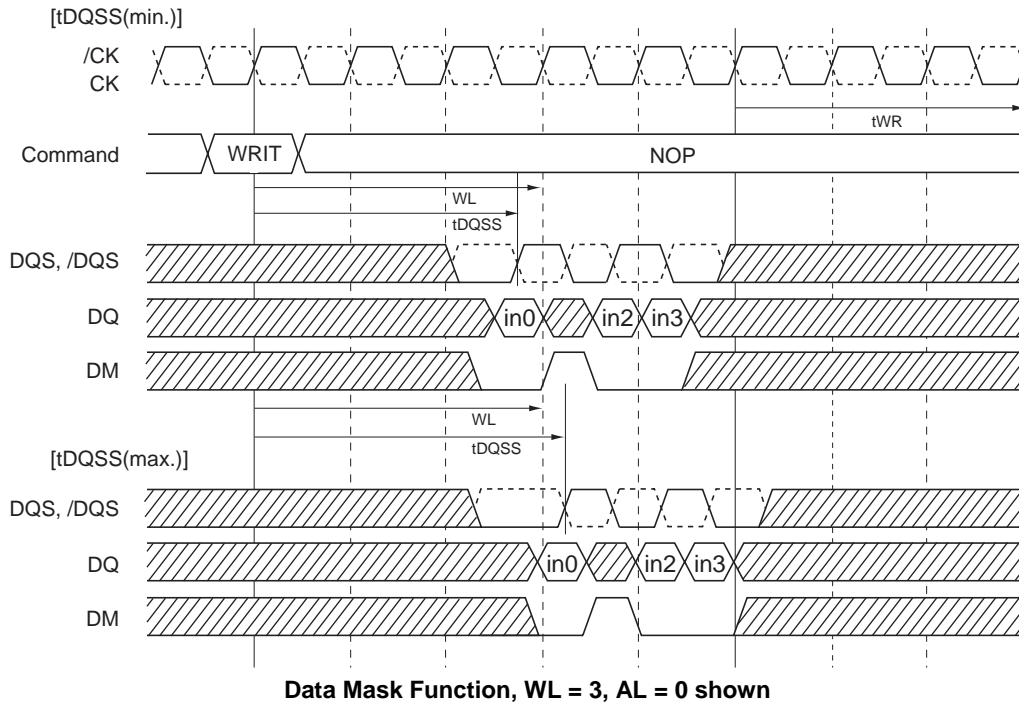 [tDQSS(min.)]
/CK
CK
tWR
Command WRIT NOP
WL
tDQSS
DQS, /DQS
DQ in0 in2 in3
DM
WL
tDQSS
[tDQSS(max.)]
DQS, /DQS
DQ in0 in2 in3
DM
Data Mask Function, WL = 3, AL = 0 shown